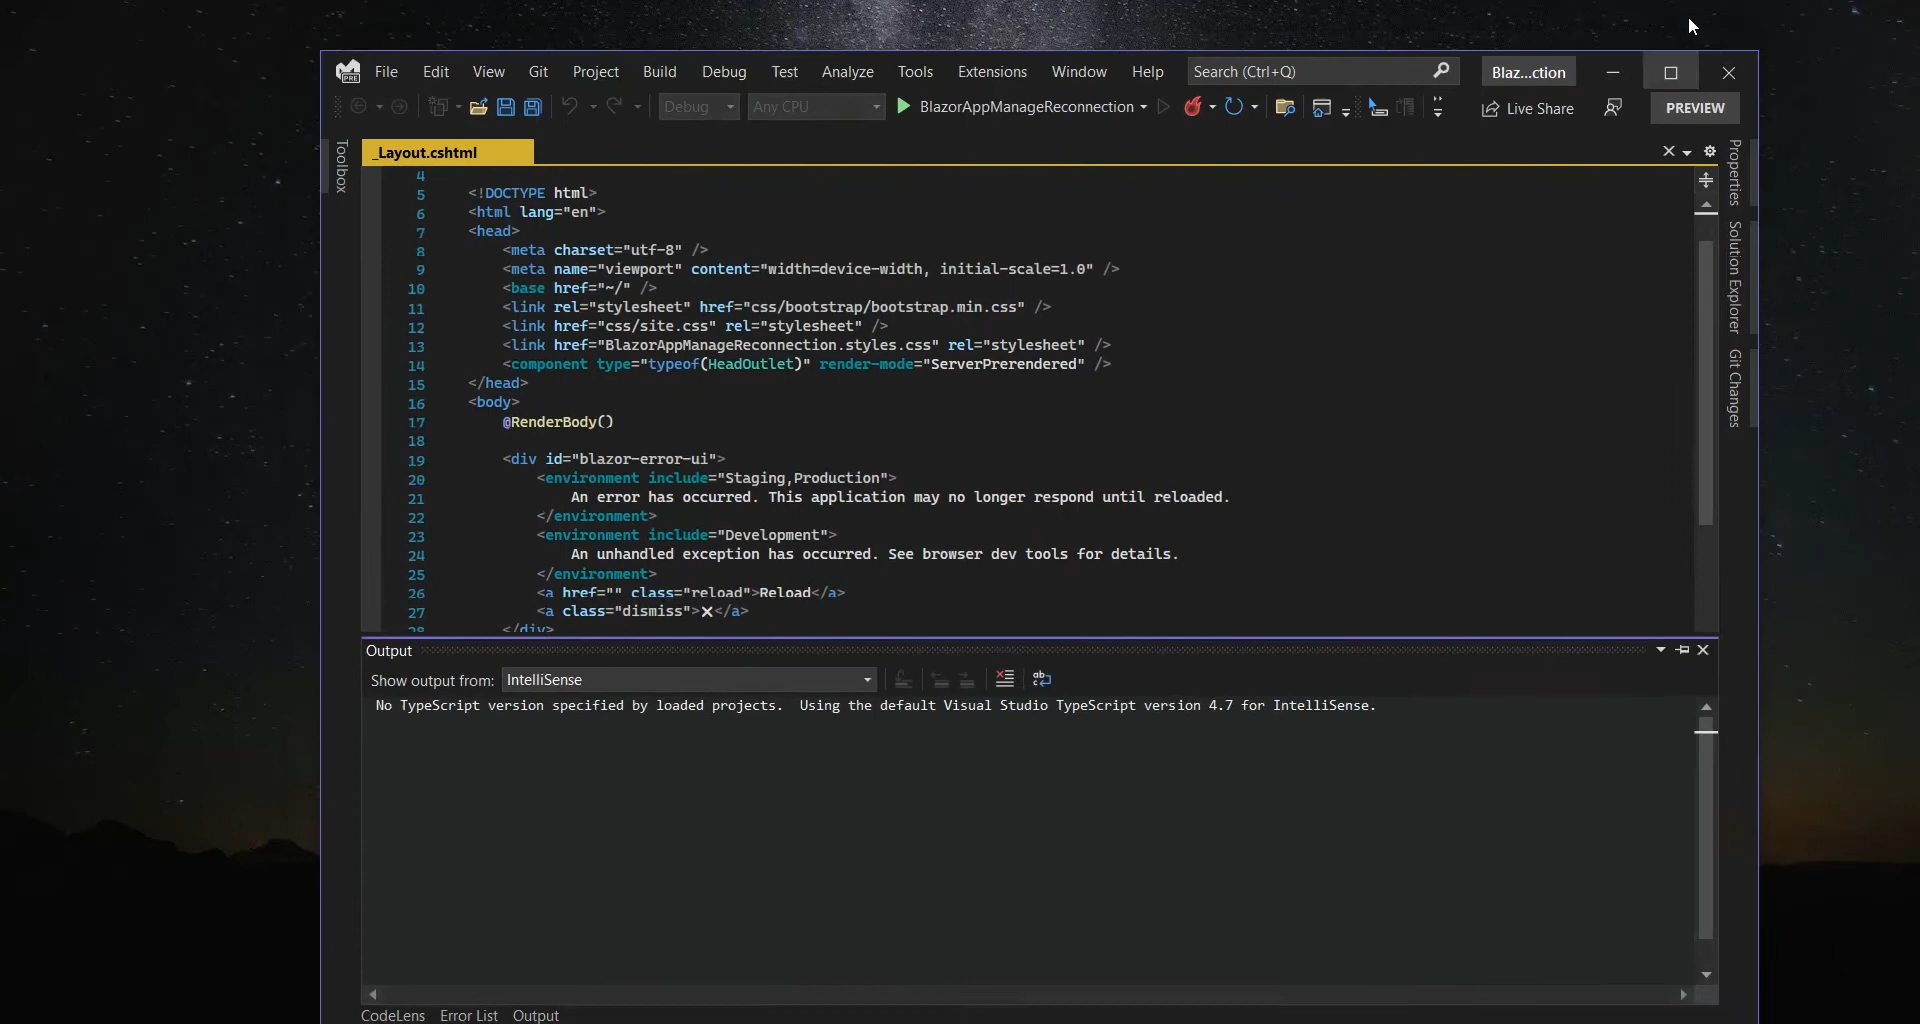 PRE File Edit View Git Project Build Debug Test Analyze Tools Extensions Window Help Search (Ctrl+Q) Blaz...ction
Debug Any CPU BlazorAppManageReconnection Live Share PREVIEW
Toolbox
_Layout.cshtml
4
5 <!DOCTYPE html>
6 <html lang="en">
7 <head>
8 <meta charset="utf-8" />
9 <meta name="viewport" content="width=device-width, initial-scale=1.0" />
10 <base href="~/" />
11 <link rel="stylesheet" href="css/bootstrap/bootstrap.min.css" />
12 <link href="css/site.css" rel="stylesheet" />
13 <link href="BlazorAppManageReconnection.styles.css" rel="stylesheet" />
14 <component type="typeof(HeadOutlet)" render-mode="ServerPrerendered" />
15 </head>
16 <body>
17 @RenderBody()
18
19 <div id="blazor-error-ui">
20 <environment include="Staging,Production">
21 An error has occurred. This application may no longer respond until reloaded.
22 </environment>
23 <environment include="Development">
24 An unhandled exception has occurred. See browser dev tools for details.
25 </environment>
26 <a href="" class="reload">Reload</a>
27 <a class="dismiss">🗙</a>
28 </div>
Properties
Solution Explorer
Git Changes
Output
Show output from: IntelliSense
No TypeScript version specified by loaded projects.  Using the default Visual Studio TypeScript version 4.7 for IntelliSense.
CodeLens Error List Output